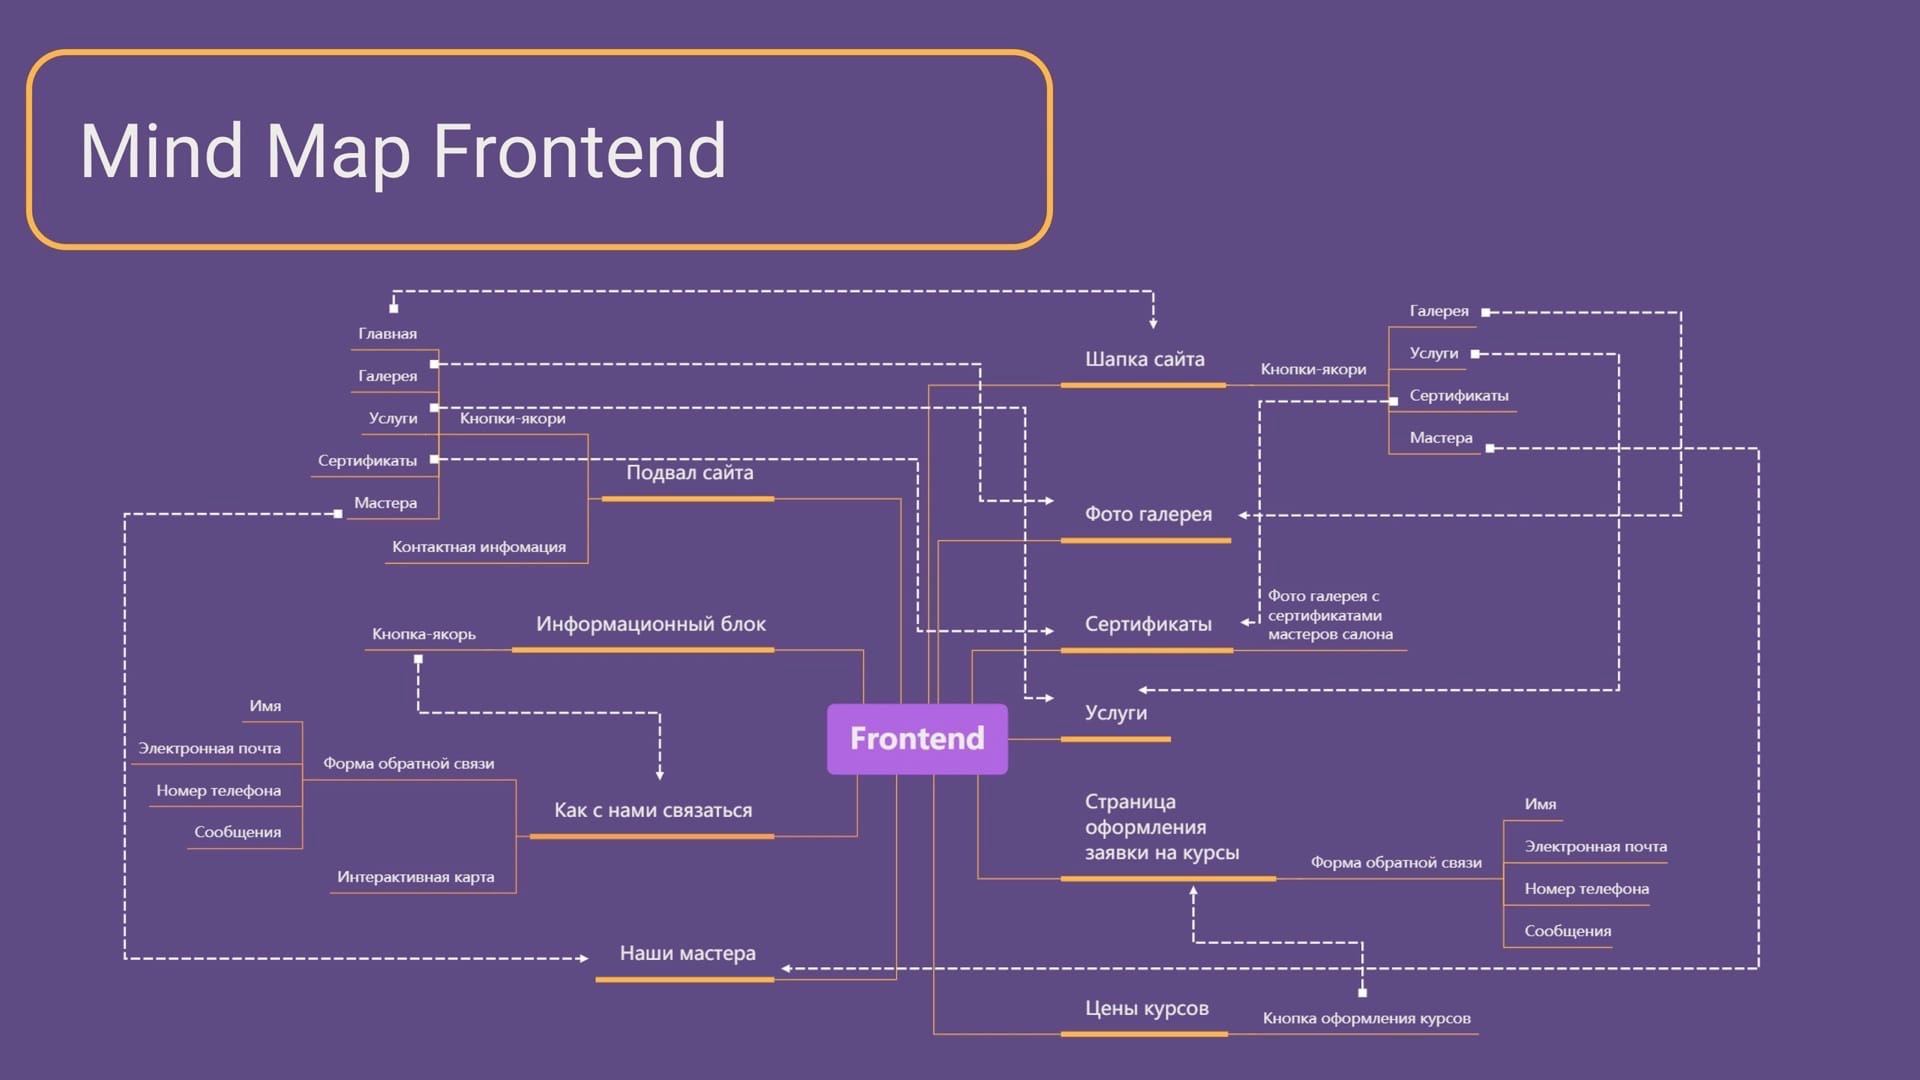 Mind Map Frontend
Главная
Галерея
Услуги
Сертификаты
Мастера
Кнопки-якори
Подвал сайта
Контактная инфомация
Информационный блок
Кнопка-якорь
Имя
Электронная почта
Номер телефона
Сообщения
Форма обратной связи
Как с нами связаться
Интерактивная карта
Наши мастера
Frontend
Шапка сайта
Кнопки-якори
Галерея
Услуги
Сертификаты
Мастера
Фото галерея
Сертификаты
Фото галерея с
сертификатами
мастеров салона
Услуги
Страница
оформления
заявки на курсы
Форма обратной связи
Имя
Электронная почта
Номер телефона
Сообщения
Цены курсов
Кнопка оформления курсов